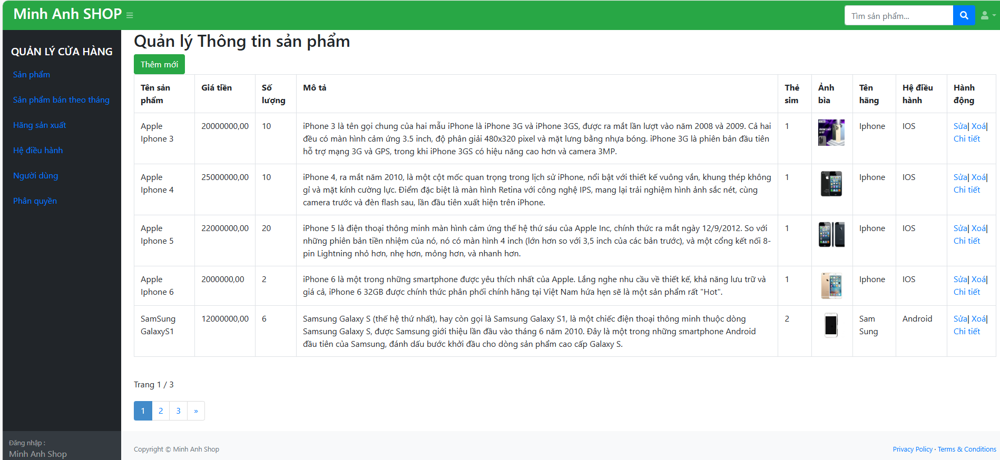 Minh Anh SHOP
Tìm sản phẩm...
QUẢN LÝ CỬA HÀNG
Sản phẩm
Sản phẩm bán theo tháng
Hãng sản xuất
Hệ điều hành
Người dùng
Phân quyền
Đăng nhập :
Minh Anh Shop
Quản lý Thông tin sản phẩm
Thêm mới
Tên sản phẩm Giá tiền Số lượng Mô tả Thẻ sim Ảnh bìa Tên hãng Hệ điều hành Hành động
Apple Iphone 3 20000000,00 10
iPhone 3 là tên gọi chung của hai mẫu iPhone là iPhone 3G và iPhone 3GS, được ra mắt lần lượt vào năm 2008 và 2009. Cả hai
đều có màn hình cảm ứng 3.5 inch, độ phân giải 480x320 pixel và mặt lưng bằng nhựa bóng. iPhone 3G là phiên bản đầu tiên
hỗ trợ mạng 3G và GPS, trong khi iPhone 3GS có hiệu năng cao hơn và camera 3MP.
1 Iphone IOS Sửa| Xoá| Chi tiết
Apple Iphone 4 25000000,00 10
iPhone 4, ra mắt năm 2010, là một cột mốc quan trọng trong lịch sử iPhone, nổi bật với thiết kế vuông vắn, khung thép không
gỉ và mặt kính cường lực. Điểm đặc biệt là màn hình Retina với công nghệ IPS, mang lại trải nghiệm hình ảnh sắc nét, cùng
camera trước và đèn flash sau, lần đầu tiên xuất hiện trên iPhone.
1 Iphone IOS Sửa| Xoá| Chi tiết
Apple Iphone 5 22000000,00 20
iPhone 5 là điện thoại thông minh màn hình cảm ứng thế hệ thứ sáu của Apple Inc, chính thức ra mắt ngày 12/9/2012. So với
những phiên bản tiền nhiệm của nó, nó có màn hình 4 inch (lớn hơn so với 3,5 inch của các bản trước), và một cổng kết nối 8-
pin Lightning nhỏ hơn, nhẹ hơn, mỏng hơn, và nhanh hơn.
1 Iphone IOS Sửa| Xoá| Chi tiết
Apple Iphone 6 2000000,00 2
iPhone 6 là một trong những smartphone được yêu thích nhất của Apple. Lắng nghe nhu cầu về thiết kế, khả năng lưu trữ và
giá cả, iPhone 6 32GB được chính thức phân phối chính hãng tại Việt Nam hứa hẹn sẽ là một sản phẩm rất "Hot".
1 Iphone IOS Sửa| Xoá| Chi tiết
SamSung GalaxyS1 12000000,00 6
Samsung Galaxy S (thế hệ thứ nhất), hay còn gọi là Samsung Galaxy S1, là một chiếc điện thoại thông minh thuộc dòng
Samsung Galaxy S, được Samsung giới thiệu lần đầu vào tháng 6 năm 2010. Đây là một trong những smartphone Android
đầu tiên của Samsung, đánh dấu bước khởi đầu cho dòng sản phẩm cao cấp Galaxy S.
2 Sam Sung Android Sửa| Xoá| Chi tiết
Trang 1 / 3
1 2 3 »
Copyright © Minh Anh Shop
Privacy Policy · Terms & Conditions